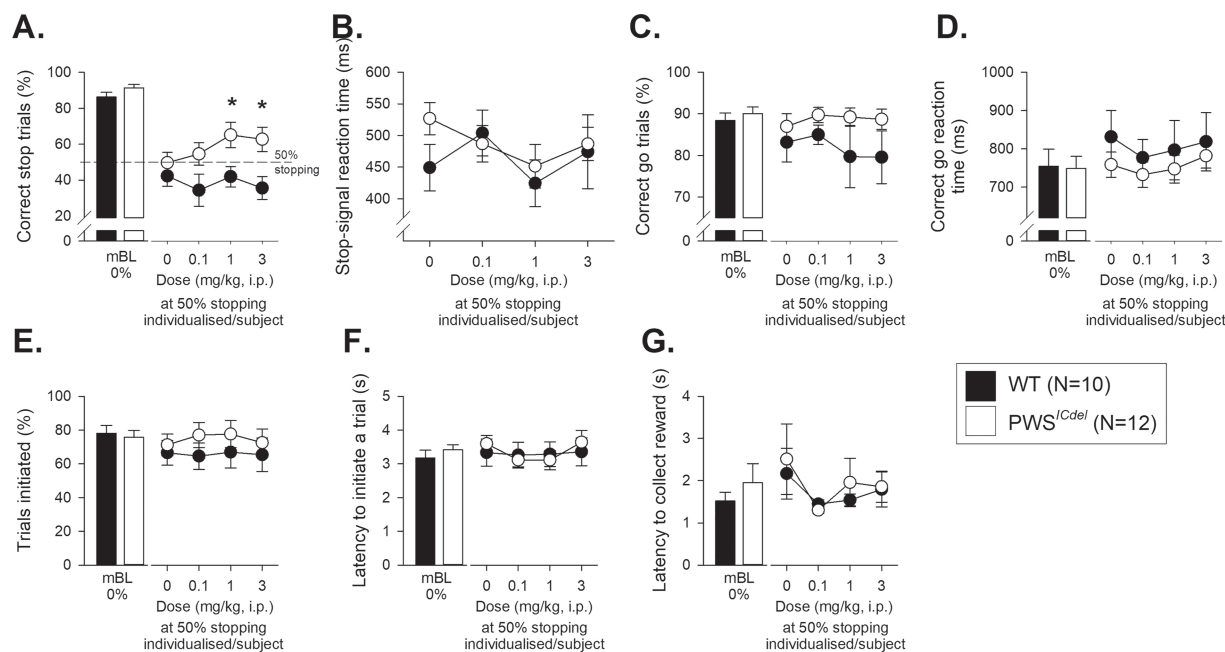 A.
Correct stop trials (%)
100
80
60
40
20
0
* *
50%
stopping
mBL
0%
0 0.1 1 3
Dose (mg/kg, i.p.)
at 50% stopping
individualised/subject
B.
Stop-signal reaction time (ms)
600
550
500
450
400
0
0 0.1 1 3
Dose (mg/kg, i.p.)
at 50% stopping
individualised/subject
C.
Correct go trials (%)
100
90
80
70
0
mBL
0%
0 0.1 1 3
Dose (mg/kg, i.p.)
at 50% stopping
individualised/subject
D.
Correct go reaction
time (ms)
1000
900
800
700
0
mBL
0%
0 0.1 1 3
Dose (mg/kg, i.p.)
at 50% stopping
individualised/subject
E.
Trials initiated (%)
100
80
60
40
20
0
mBL
0%
0 0.1 1 3
Dose (mg/kg, i.p.)
at 50% stopping
individualised/subject
F.
Latency to initiate a trial (s)
5
4
3
2
1
0
mBL
0%
0 0.1 1 3
Dose (mg/kg, i.p.)
at 50% stopping
individualised/subject
G.
Latency to collect reward (s)
4
3
2
1
0
mBL
0%
0 0.1 1 3
Dose (mg/kg, i.p.)
at 50% stopping
individualised/subject
WT (N=10)
PWSICdel (N=12)